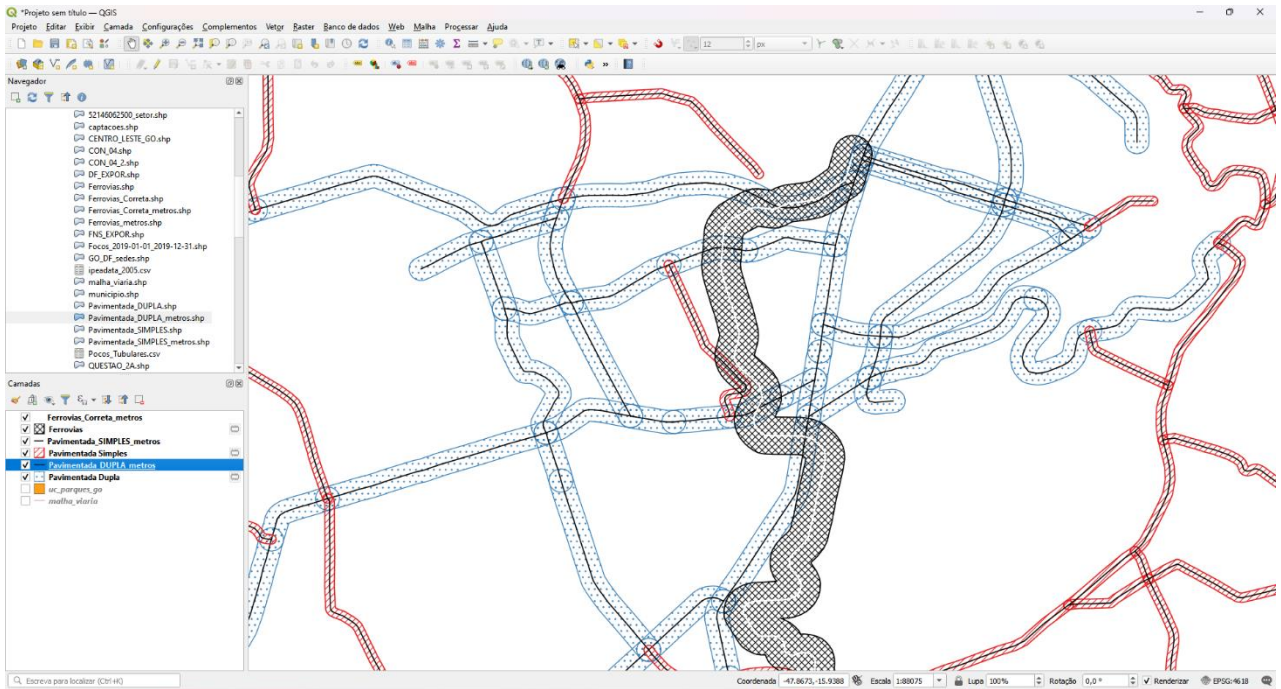 *Projeto sem título — QGIS
Projeto Editar Exibir Camada Configurações Complementos Vetor Raster Banco de dados Web Malha Processar Ajuda
12 px
Navegador
52146062500_setor.shp
captacoes.shp
CENTRO_LESTE_GO.shp
CON_04.shp
CON_04_2.shp
DF_EXPOR.shp
Ferrovias.shp
Ferrovias_Correta.shp
Ferrovias_Correta_metros.shp
Ferrovias_metros.shp
FNS_EXPOR.shp
Focos_2019-01-01_2019-12-31.shp
GO_DF_sedes.shp
ipeadata_2005.csv
malha_viaria.shp
municipio.shp
Pavimentada_DUPLA.shp
Pavimentada_DUPLA_metros.shp
Pavimentada_SIMPLES.shp
Pavimentada_SIMPLES_metros.shp
Pocos_Tubulares.csv
QUESTAO_2A.shp
Camadas
Ferrovias_Correta_metros
Ferrovias
Pavimentada_SIMPLES_metros
Pavimentada Simples
Pavimentada_DUPLA_metros
Pavimentada Dupla
uc_parques_go
malha_viaria
Escreva para localizar (Ctrl+K)
Coordenada -47.8673,-15.9388 Escala 1:88075 Lupa 100% Rotação 0,0 ° Renderizar EPSG:4618